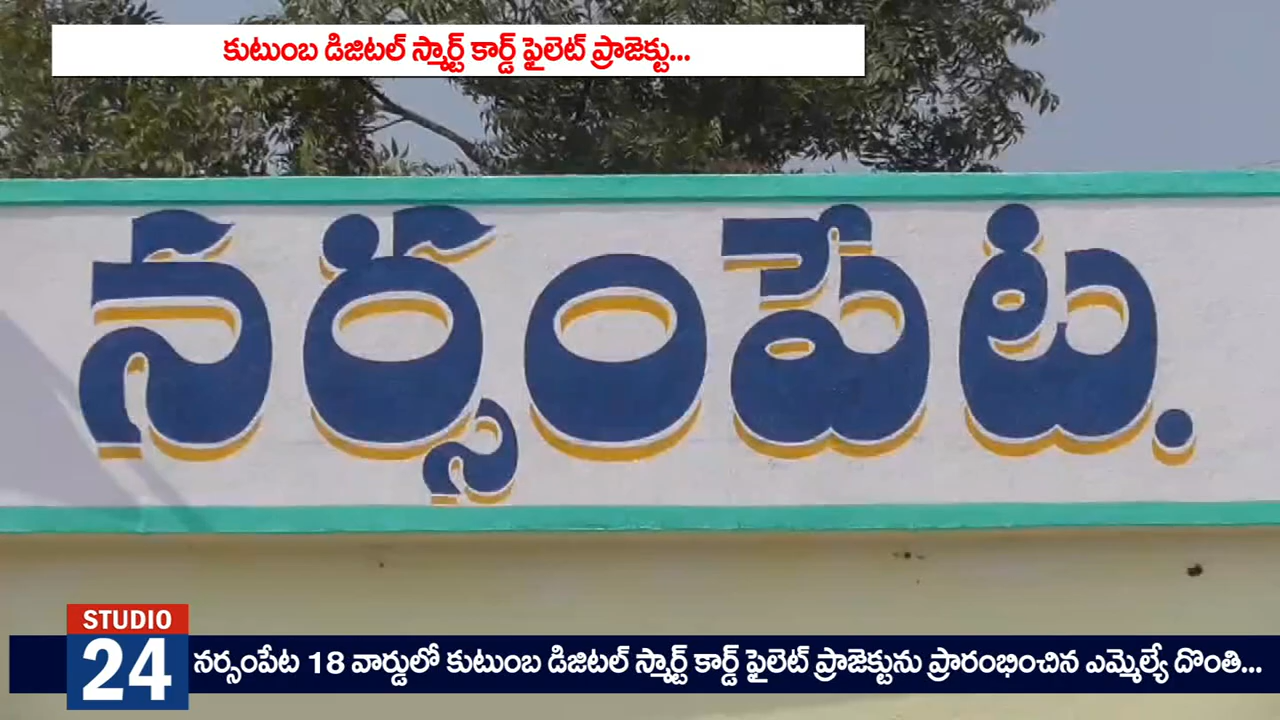 కుటుంబ డిజిటల్ స్మార్ట్ కార్డ్ ఫైలెట్ ప్రాజెక్టు...
నర్సంపేట.
STUDIO
24
నర్సంపేట 18 వార్డులో కుటుంబ డిజిటల్ స్మార్ట్ కార్డ్ ఫైలెట్ ప్రాజెక్టును ప్రారంభించిన ఎమ్మెల్యే దొంతి...